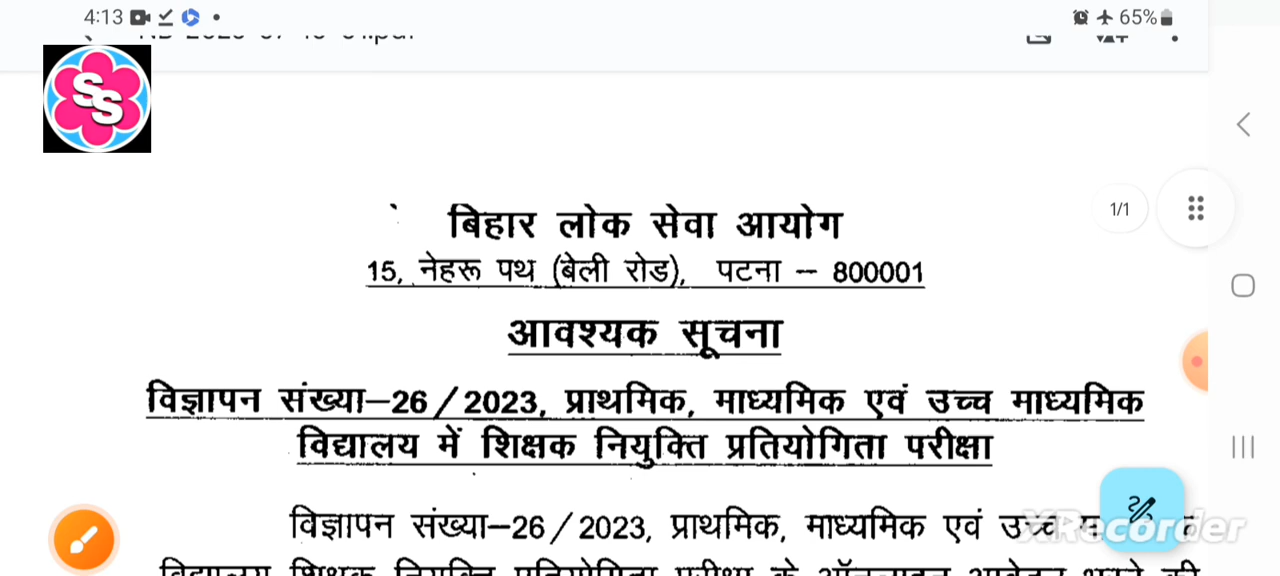 4:13
65%
SS
1/1
बिहार लोक सेवा आयोग
15, नेहरू पथ (बेली रोड), पटना – 800001
आवश्यक सूचना
विज्ञापन संख्या–26/2023, प्राथमिक, माध्यमिक एवं उच्च माध्यमिक
विद्यालय में शिक्षक नियुक्ति प्रतियोगिता परीक्षा
विज्ञापन संख्या–26/2023, प्राथमिक, माध्यमिक एवं उच्च
XRecorder